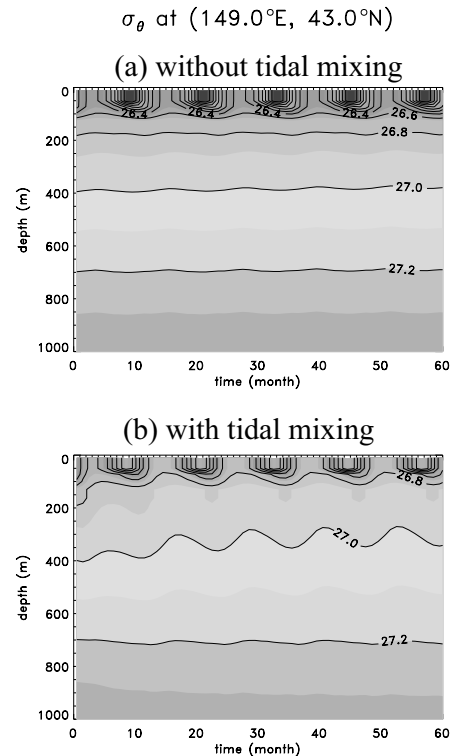 σθ at (149.0°E, 43.0°N)
(a) without tidal mixing
0
26.4 26.4 26.4 26.4 26.6
26.8
200
400
27.0
600
27.2
800
1000
depth (m)
0 10 20 30 40 50 60
time (month)
(b) with tidal mixing
0
26.8
200
27.0
400
600
27.2
800
1000
depth (m)
0 10 20 30 40 50 60
time (month)